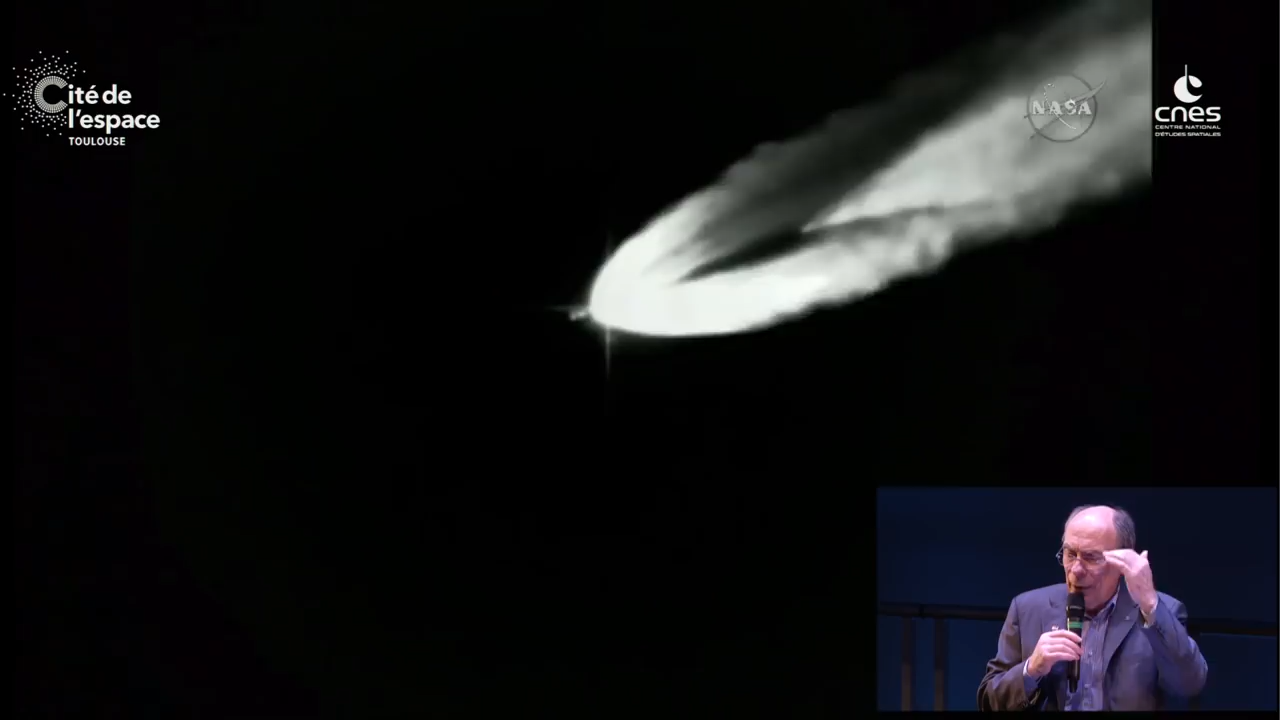 Cité de
l'espace
TOULOUSE
NASA
cnes
CENTRE NATIONAL
D'ÉTUDES SPATIALES